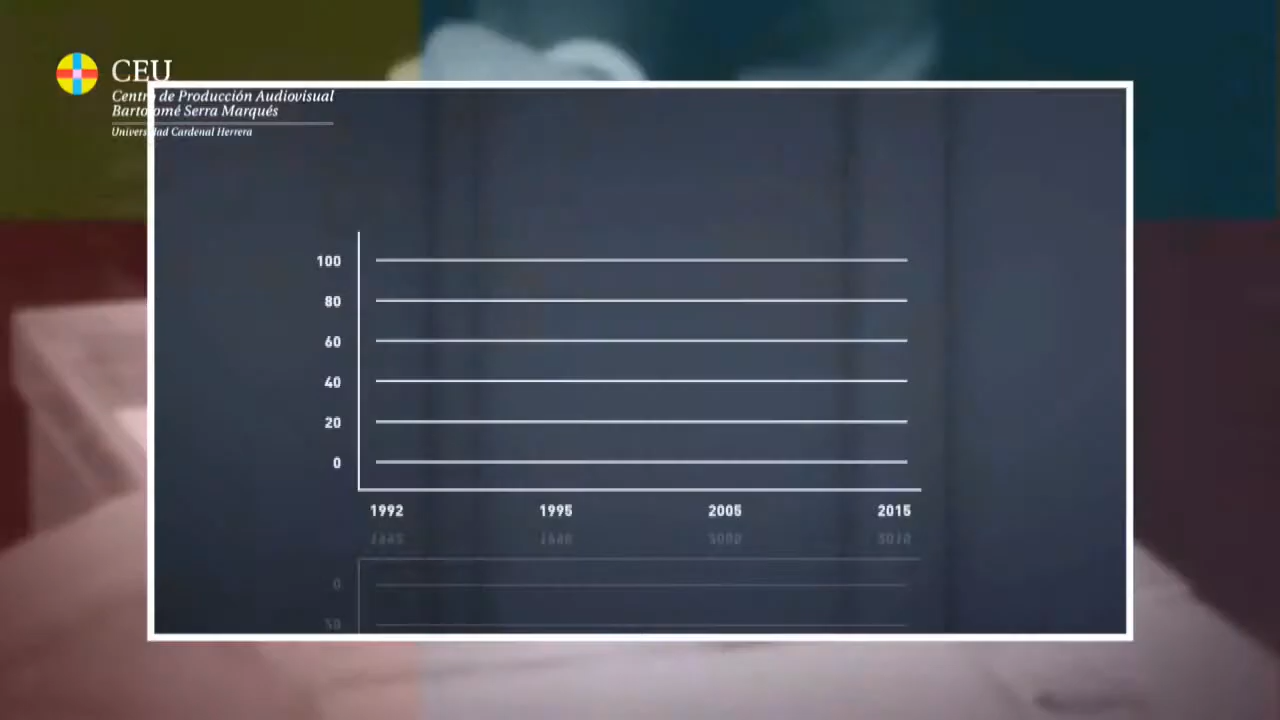 CEU
Centro de Producción Audiovisual
Bartolomé Serra Marqués
Universidad Cardenal Herrera
100
80
60
40
20
0
1992 1995 2005 2015
0